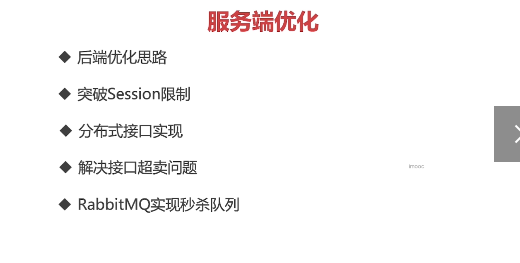 服务端优化
◆ 后端优化思路
◆ 突破Session限制
◆ 分布式接口实现
◆ 解决接口超卖问题
imooc
◆ RabbitMQ实现秒杀队列